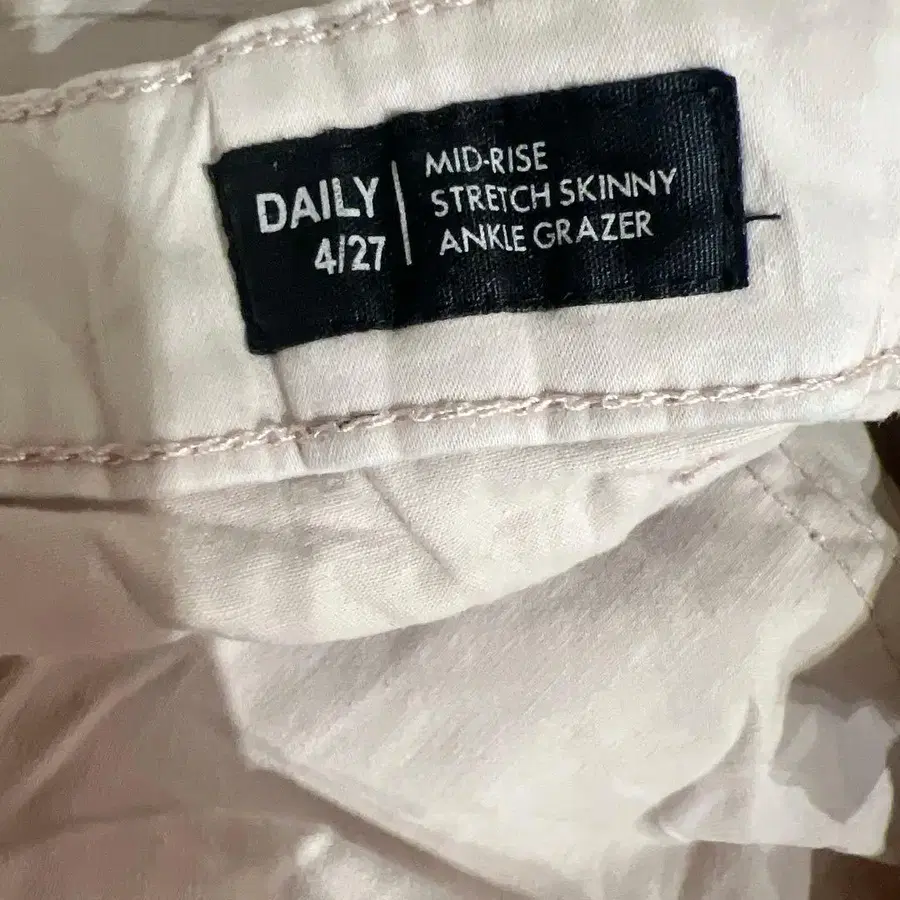 DAILY
4/27
MID-RISE
STRETCH SKINNY
ANKLE GRAZER